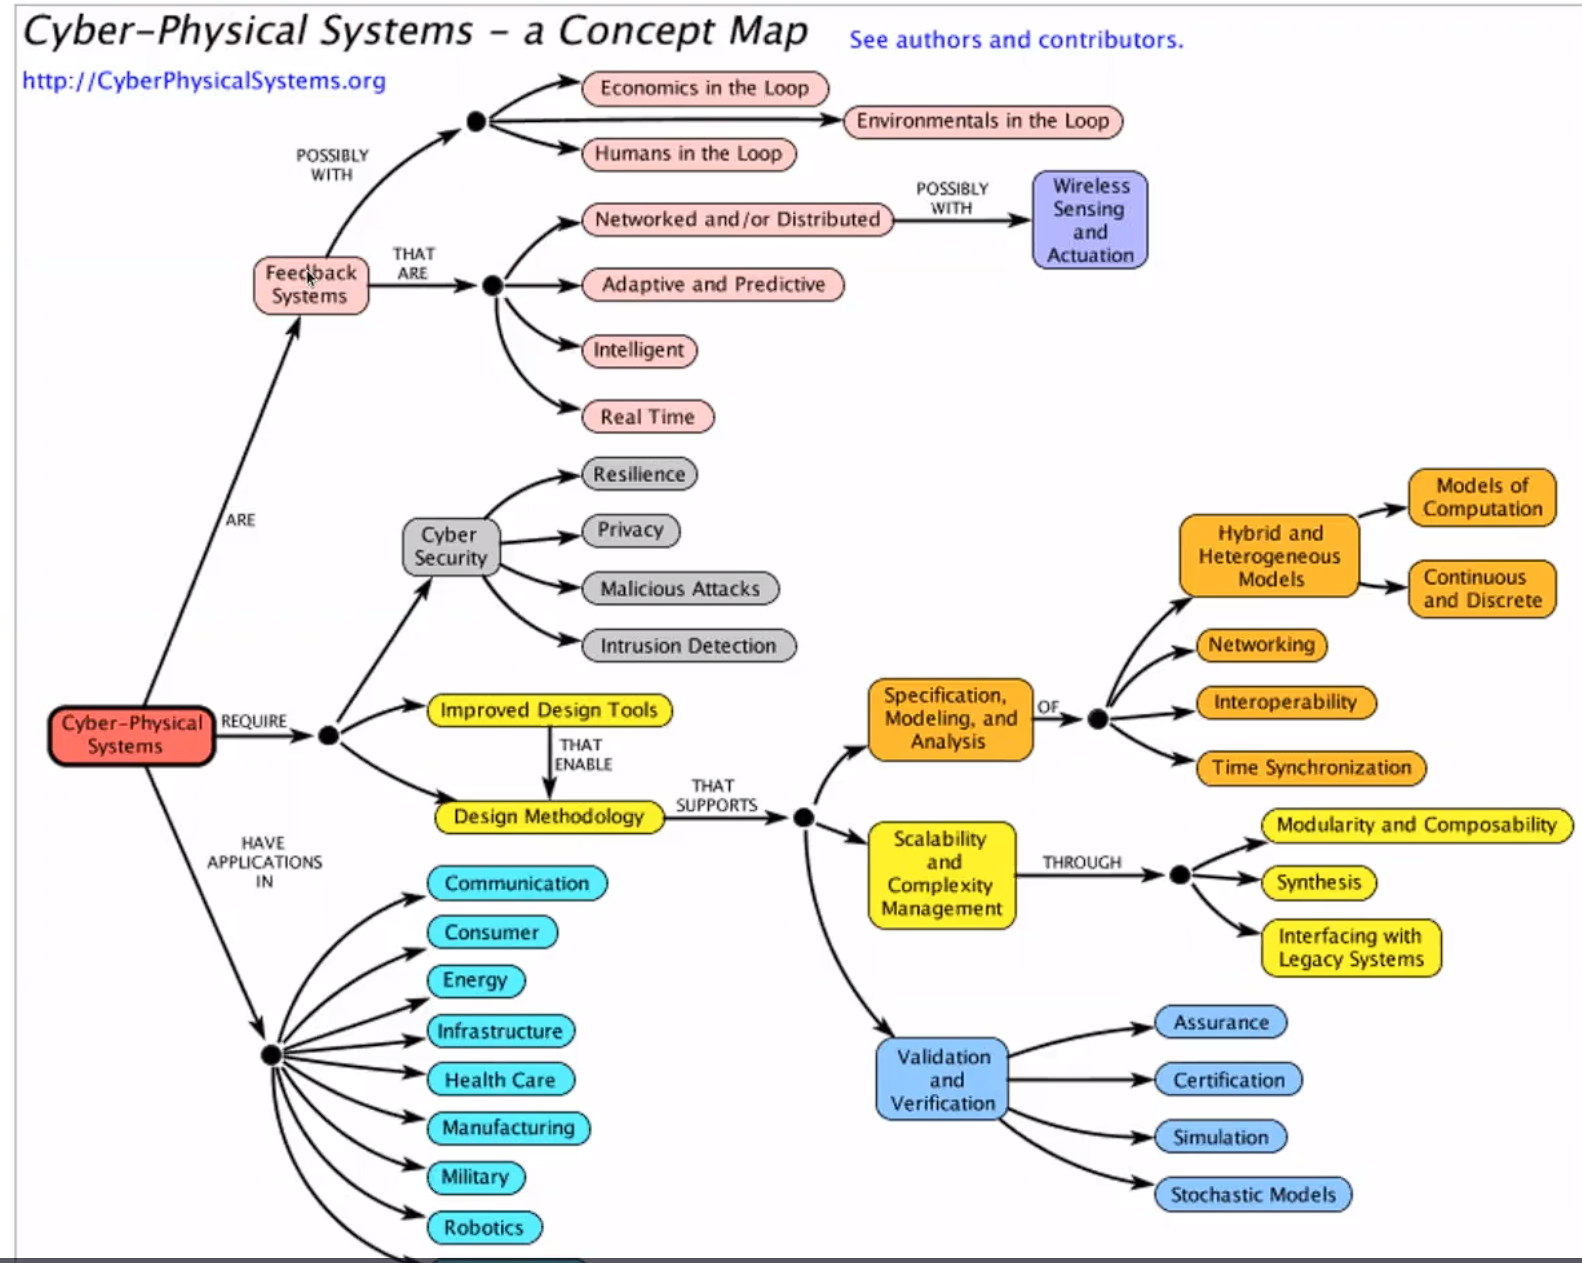 Cyber-Physical Systems - a Concept Map
See authors and contributors.
http://CyberPhysicalSystems.org
Economics in the Loop
Environmentals in the Loop
Humans in the Loop
POSSIBLY
WITH
Networked and/or Distributed
POSSIBLY
WITH
Wireless
Sensing
and
Actuation
Feedback
Systems
THAT
ARE
Adaptive and Predictive
Intelligent
Real Time
ARE
Cyber
Security
Resilience
Privacy
Malicious Attacks
Intrusion Detection
Cyber-Physical
Systems
REQUIRE
Improved Design Tools
THAT
ENABLE
Design Methodology
THAT
SUPPORTS
Specification,
Modeling, and
Analysis
OF
Hybrid and
Heterogeneous
Models
Models of
Computation
Continuous
and Discrete
Networking
Interoperability
Time Synchronization
Scalability
and
Complexity
Management
THROUGH
Modularity and Composability
Synthesis
Interfacing with
Legacy Systems
Validation
and
Verification
Assurance
Certification
Simulation
Stochastic Models
HAVE
APPLICATIONS
IN
Communication
Consumer
Energy
Infrastructure
Health Care
Manufacturing
Military
Robotics